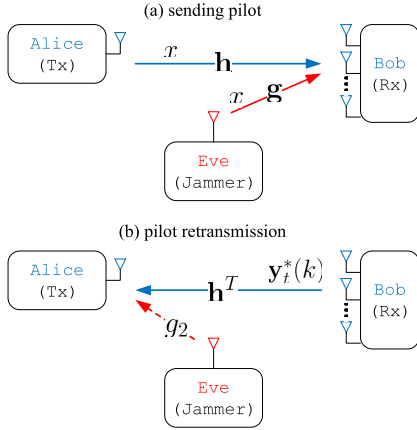 (a) sending pilot
Alice
(Tx)
x
𝐡
x
𝐠
Bob
(Rx)
Eve
(Jammer)
(b) pilot retransmission
Alice
(Tx)
𝐡^T
𝐲_t^*(k)
g_2
Bob
(Rx)
Eve
(Jammer)